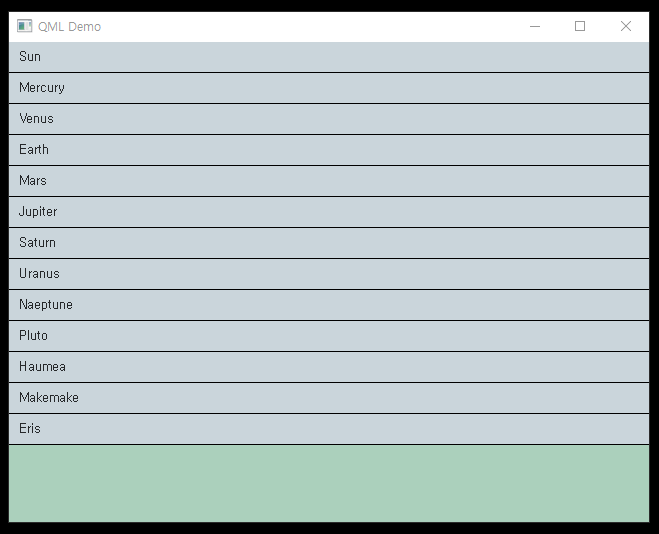 QML Demo
Sun
Mercury
Venus
Earth
Mars
Jupiter
Saturn
Uranus
Naeptune
Pluto
Haumea
Makemake
Eris